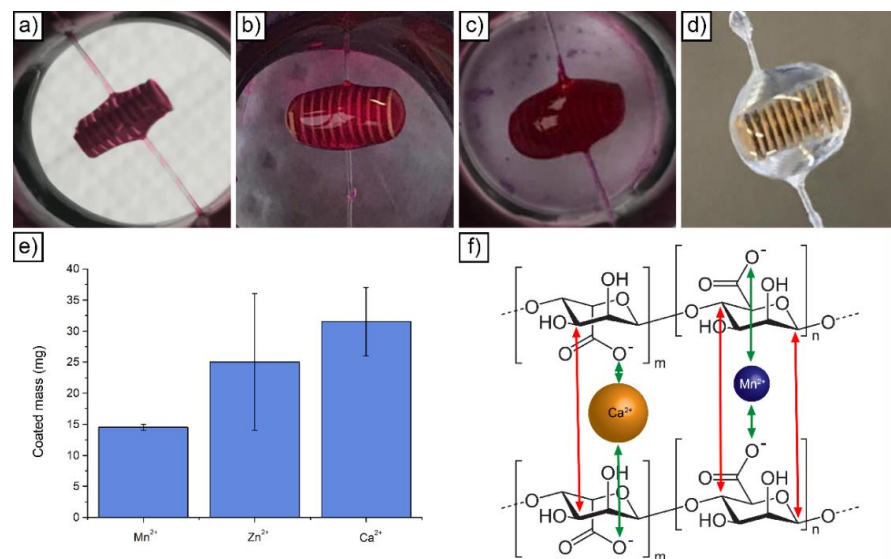 a)
b)
c)
d)
e)
Coated mass (mg)
40
35
30
25
20
15
10
5
0
Mn²⁺
Zn²⁺
Ca²⁺
f)
O⁻
O
OH
m
OH
O
O
HO
O
HO
O
O
O⁻
m
n
Ca²⁺
Mn²⁺
O⁻
O
OH
OH
O
O
HO
O
HO
O
O
O⁻
m
n